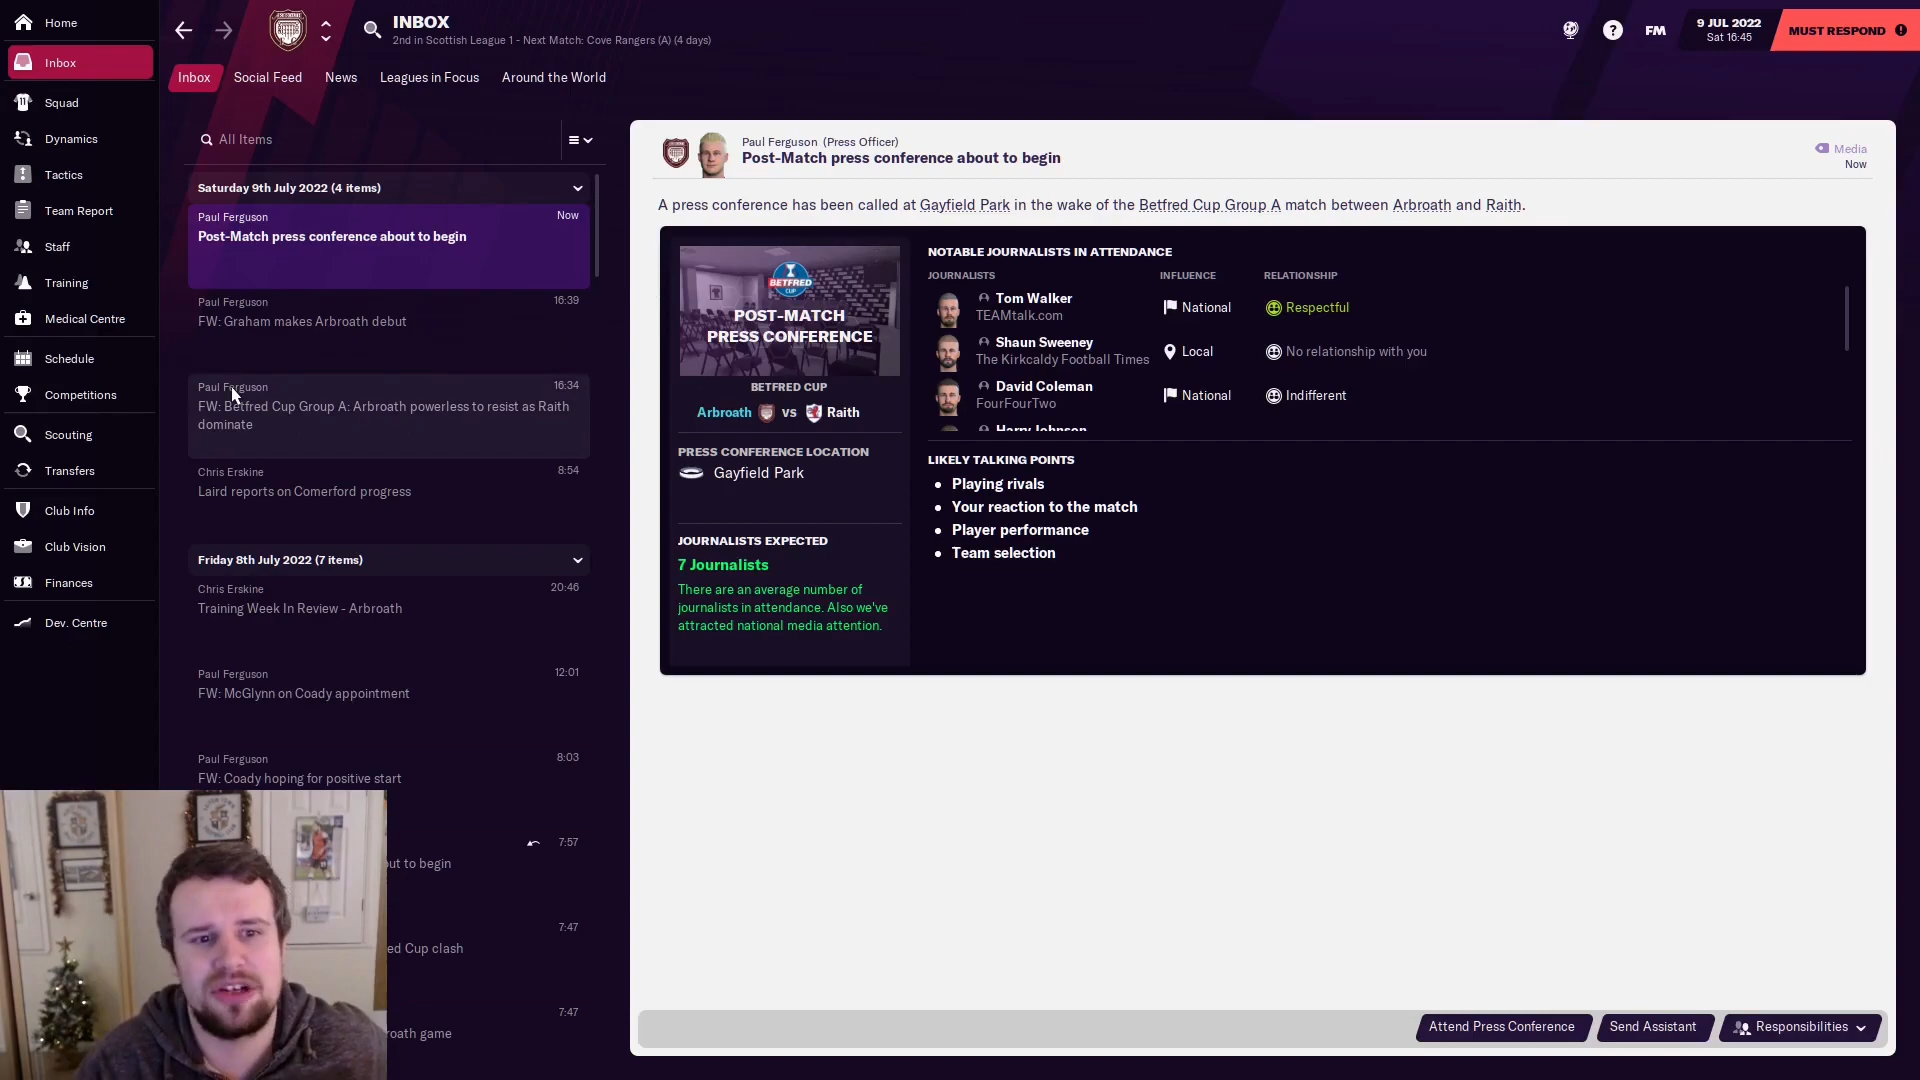 Home
Inbox
Squad
Dynamics
Tactics
Team Report
Staff
Training
Medical Centre
Schedule
Competitions
Scouting
Transfers
Club Info
Club Vision
Finances
Dev. Centre
INBOX
2nd in Scottish League 1 - Next Match: Cove Rangers (A) (4 days)
FM
9 JUL 2022
Sat 16:45
MUST RESPOND
Inbox
Social Feed
News
Leagues in Focus
Around the World
All Items
Saturday 9th July 2022 (4 items)
Paul Ferguson Now
Post-Match press conference about to begin
Paul Ferguson 16:39
FW: Graham makes Arbroath debut
Paul Ferguson 16:34
FW: Betfred Cup Group A: Arbroath powerless to resist as Raith
dominate
Chris Erskine 8:54
Laird reports on Comerford progress
Friday 8th July 2022 (7 items)
Chris Erskine 20:46
Training Week In Review - Arbroath
Paul Ferguson 12:01
FW: McGlynn on Coady appointment
Paul Ferguson 8:03
FW: Coady hoping for positive start
7:57
out to begin
7:47
ed Cup clash
7:47
roath game
Paul Ferguson (Press Officer)
Post-Match press conference about to begin
Media
Now
A press conference has been called at Gayfield Park in the wake of the Betfred Cup Group A match between Arbroath and Raith.
BETFRED
CUP
POST-MATCH
PRESS CONFERENCE
BETFRED CUP
Arbroath vs Raith
PRESS CONFERENCE LOCATION
Gayfield Park
JOURNALISTS EXPECTED
7 Journalists
There are an average number of
journalists in attendance. Also we've
attracted national media attention.
NOTABLE JOURNALISTS IN ATTENDANCE
JOURNALISTS INFLUENCE RELATIONSHIP
Tom Walker
TEAMtalk.com
National
Respectful
Shaun Sweeney
The Kirkcaldy Football Times
Local
No relationship with you
David Coleman
FourFourTwo
National
Indifferent
Harry Johnson
LIKELY TALKING POINTS
• Playing rivals
• Your reaction to the match
• Player performance
• Team selection
Attend Press Conference
Send Assistant
Responsibilities